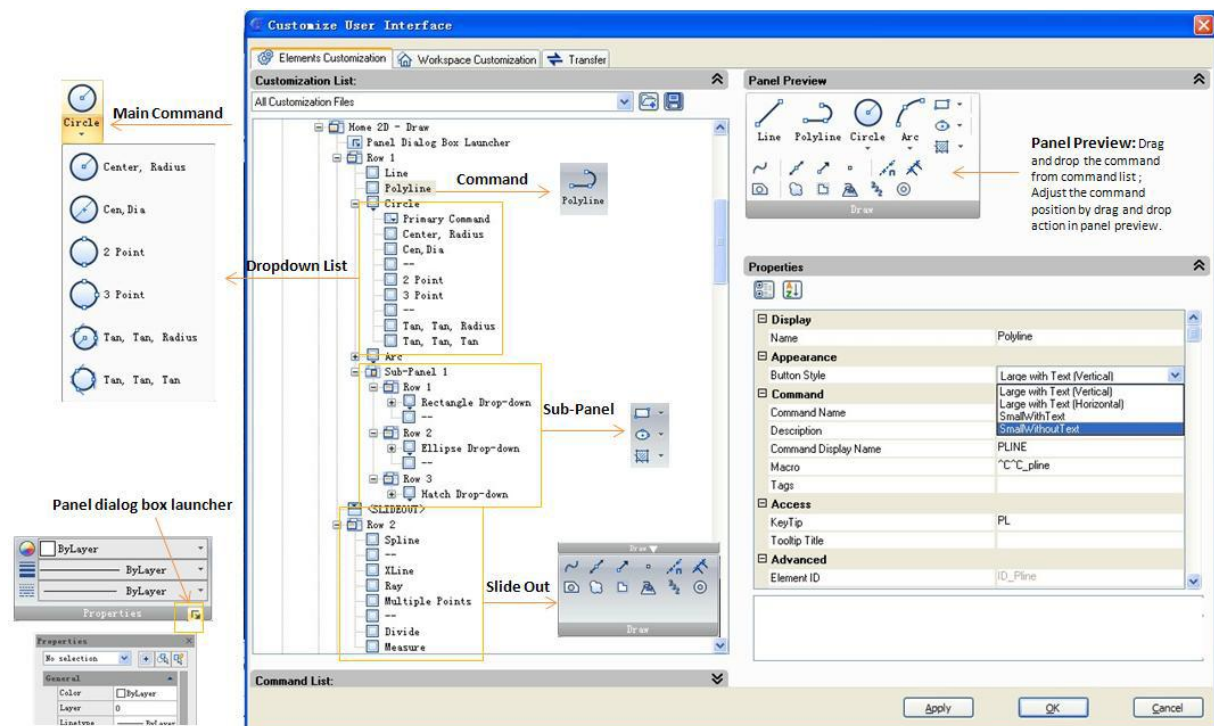 Customize User Interface
Elements Customization
Workspace Customization
Transfer
Customization List:
All Customization Files
Home 2D - Draw
Panel Dialog Box Launcher
Row 1
Line
Polyline
Circle
Primary Command
Center, Radius
Cen,Dia
--
2 Point
3 Point
--
Tan, Tan, Radius
Tan, Tan, Tan
Arc
Sub-Panel 1
Row 1
Rectangle Drop-down
--
Row 2
Ellipse Drop-down
--
Row 3
Hatch Drop-down
<SLIDEOUT>
Row 2
Spline
--
XLine
Ray
Multiple Points
--
Divide
Measure
Command List:
Main Command
Circle
Center, Radius
Cen,Dia
2 Point
3 Point
Tan, Tan, Radius
Tan, Tan, Tan
Dropdown List
Command
Polyline
Sub-Panel
Slide Out
Draw
Draw
Panel dialog box launcher
ByLayer
ByLayer
ByLayer
Properties
Properties
No selection
General
Color
ByLayer
Layer
0
Linetype
ByLayer
Panel Preview
Line Polyline Circle Arc
Draw
Panel Preview: Drag
and drop the command
from command list ;
Adjust the command
position by drag and drop
action in panel preview.
Properties
Display
Name Polyline
Appearance
Button Style Large with Text (Vertical)
Large with Text (Vertical)
Large with Text (Horizontal)
SmallWithText
SmallWithoutText
Command
Command Name
Description
Command Display Name PLINE
Macro ^C^C_pline
Tags
Access
KeyTip PL
Tooltip Title
Advanced
Element ID ID_Pline
Apply
OK
Cancel